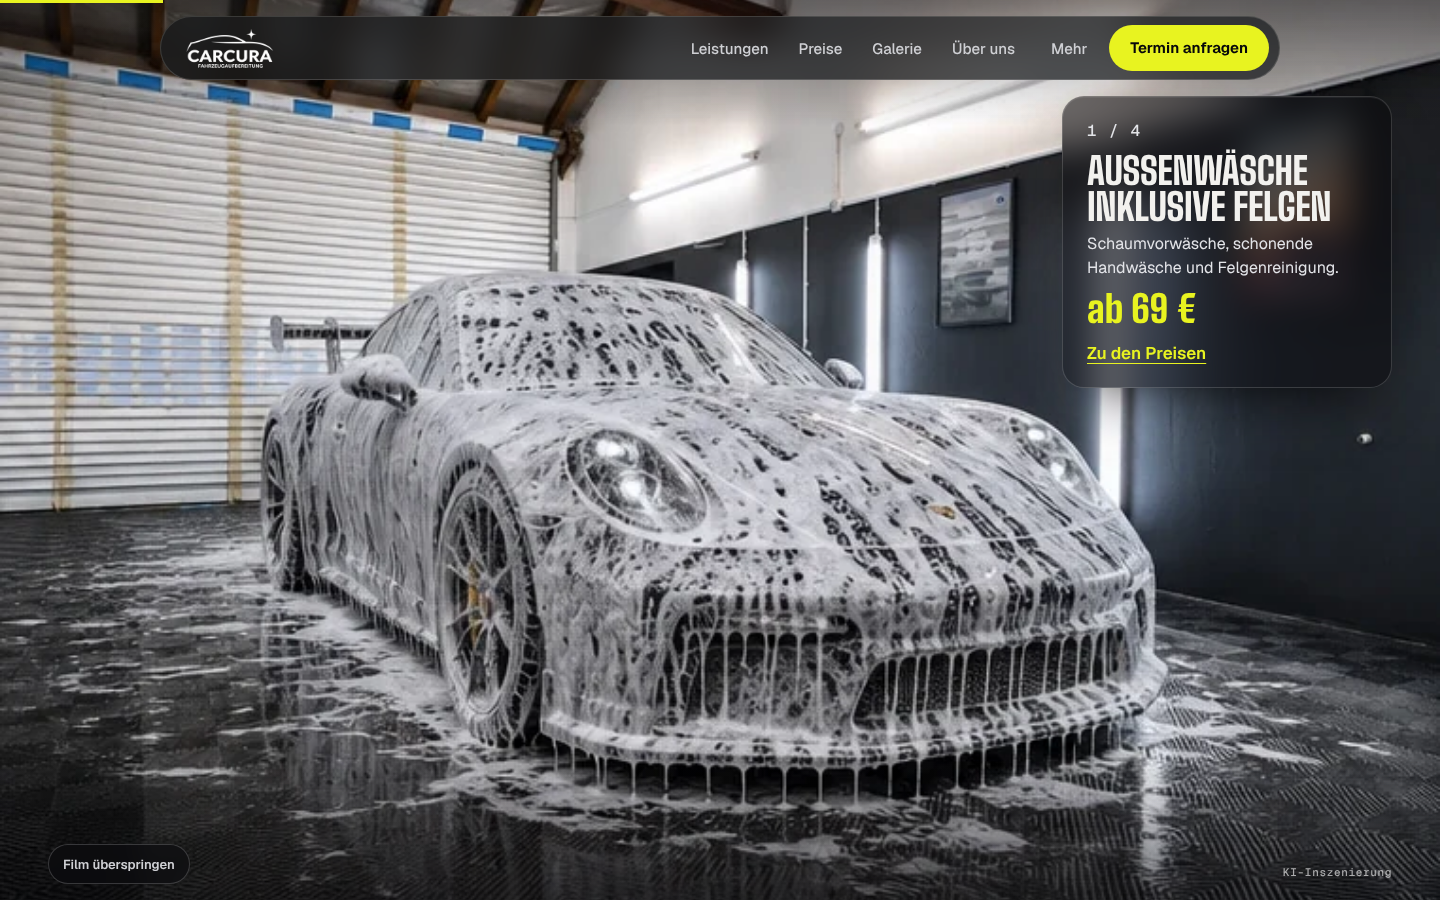 CARCURA
FAHRZEUGAUFBEREITUNG
Leistungen
Preise
Galerie
Über uns
Mehr
Termin anfragen
1 / 4
AUSSENWÄSCHE
INKLUSIVE FELGEN
Schaumvorwäsche, schonende
Handwäsche und Felgenreinigung.
ab 69 €
Zu den Preisen
Film überspringen
KI-Inszenierung